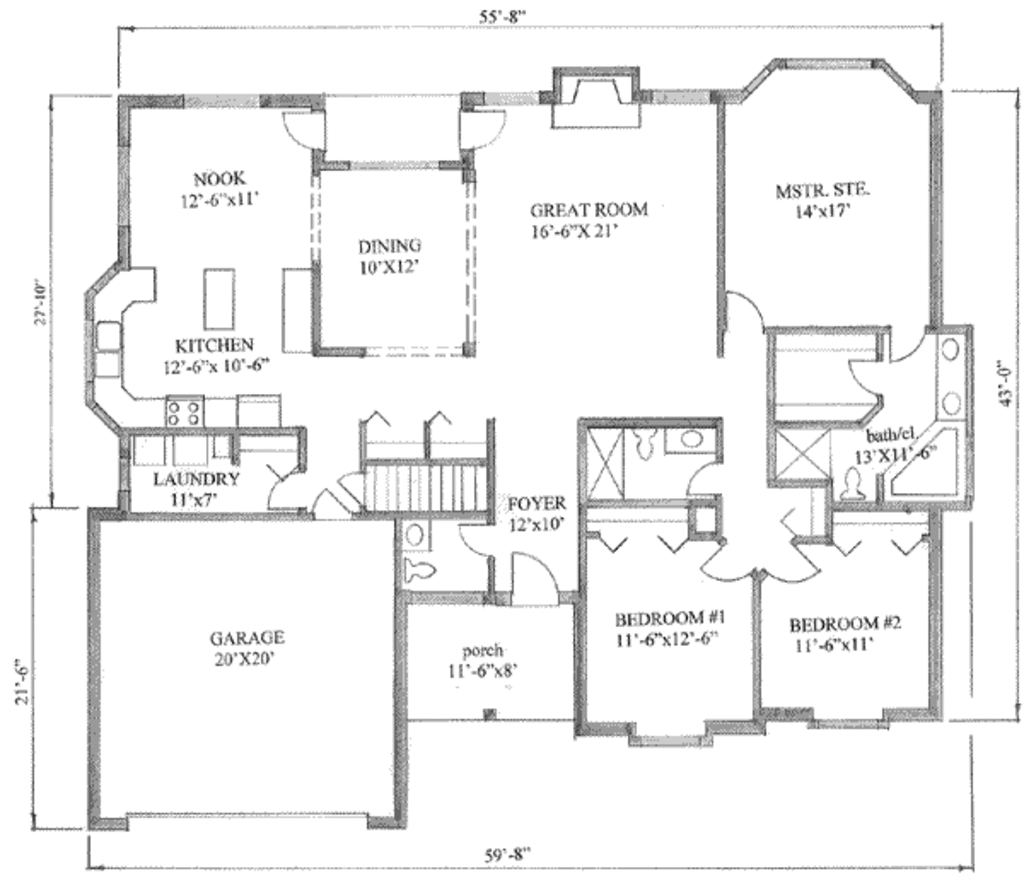 55'-8"
NOOK
12'-6"x11'
DINING
10'X12'
GREAT ROOM
16'-6"X 21'
MSTR. STE.
14'x17'
27'-10"
KITCHEN
12'-6"x 10'-6"
43'-0"
bath/cl.
13'X11'-6"
LAUNDRY
11'x7'
FOYER
12'x10'
21'-6"
GARAGE
20'X20'
porch
11'-6"x8'
BEDROOM #1
11'-6"x12'-6"
BEDROOM #2
11'-6"x11'
59'-8"